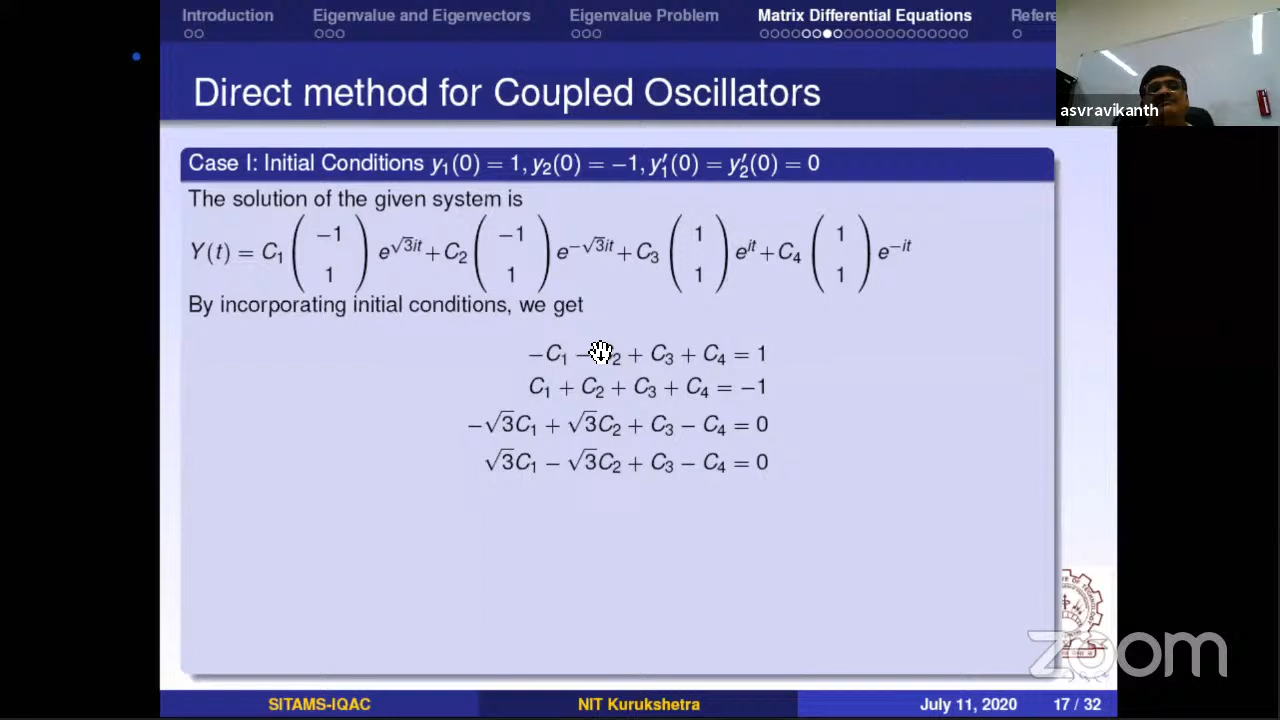 Introduction Eigenvalue and Eigenvectors Eigenvalue Problem Matrix Differential Equations
Direct method for Coupled Oscillators
asvravikanth
Case I: Initial Conditions y₁(0) = 1, y₂(0) = −1, y₁′(0) = y₂′(0) = 0
The solution of the given system is
Y(t) = C₁ (−1 1) e^{√3it} + C₂ (−1 1) e^{−√3it} + C₃ (1 1) e^{it} + C₄ (1 1) e^{−it}
By incorporating initial conditions, we get
−C₁ − ₂ + C₃ + C₄ = 1
C₁ + C₂ + C₃ + C₄ = −1
−√3C₁ + √3C₂ + C₃ − C₄ = 0
√3C₁ − √3C₂ + C₃ − C₄ = 0
zoom
SITAMS-IQAC NIT Kurukshetra July 11, 2020 17 / 32